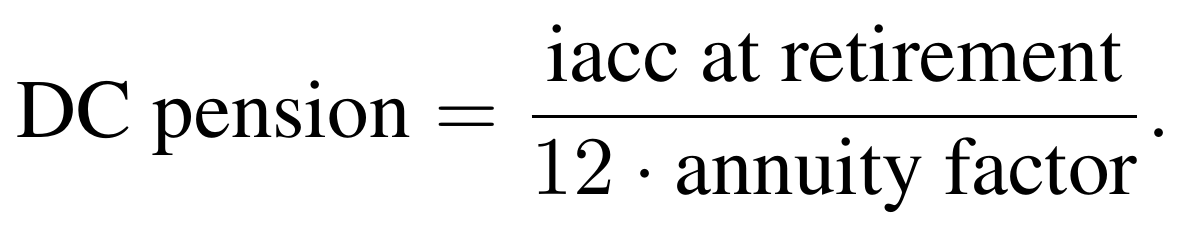 DC pension = iacc at retirement / 12 · annuity factor.